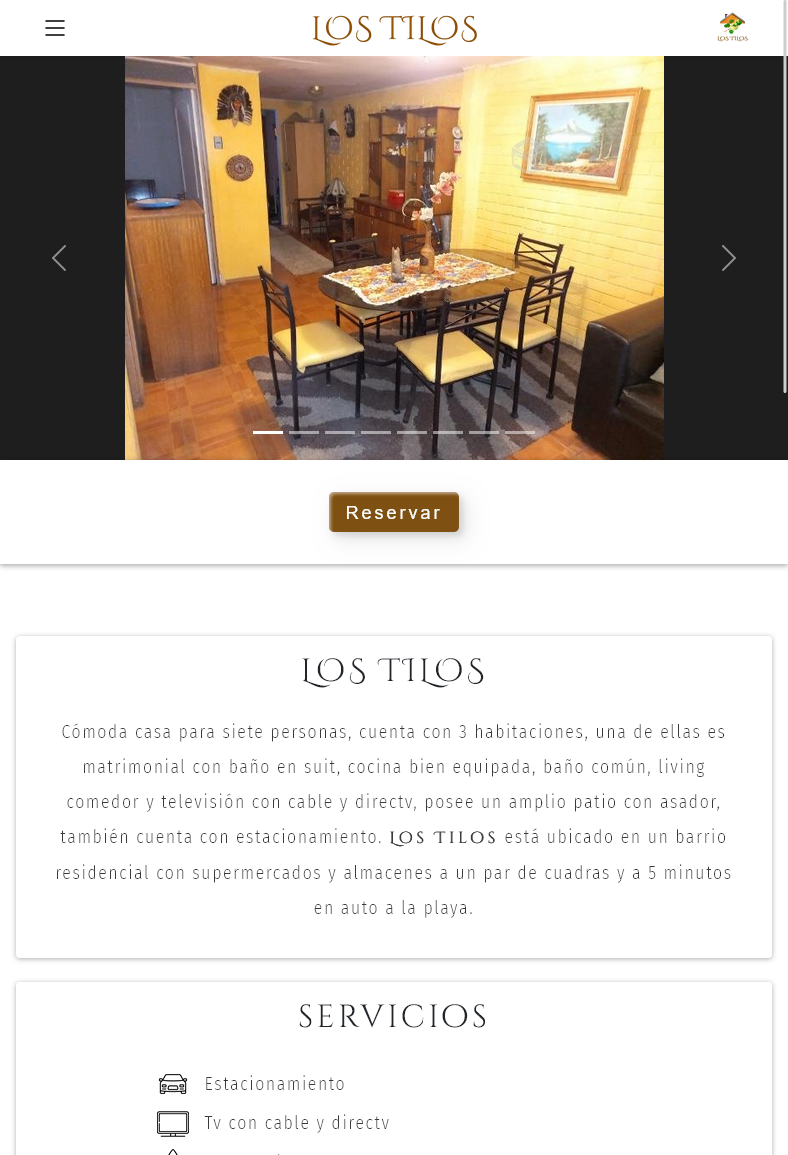 LOS TILOS
LOS TILOS
Reservar
LOS TILOS
Cómoda casa para siete personas, cuenta con 3 habitaciones, una de ellas es
matrimonial con baño en suit, cocina bien equipada, baño común, living
comedor y televisión con cable y directv, posee un amplio patio con asador,
también cuenta con estacionamiento. Los Tilos está ubicado en un barrio
residencial con supermercados y almacenes a un par de cuadras y a 5 minutos
en auto a la playa.
SERVICIOS
Estacionamiento
Tv con cable y directv